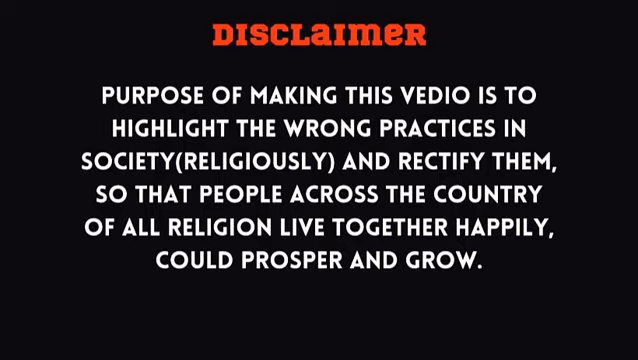 DISCLAIMER
PURPOSE OF MAKING THIS VEDIO IS TO
HIGHLIGHT THE WRONG PRACTICES IN
SOCIETY(RELIGIOUSLY) AND RECTIFY THEM,
SO THAT PEOPLE ACROSS THE COUNTRY
OF ALL RELIGION LIVE TOGETHER HAPPILY,
COULD PROSPER AND GROW.